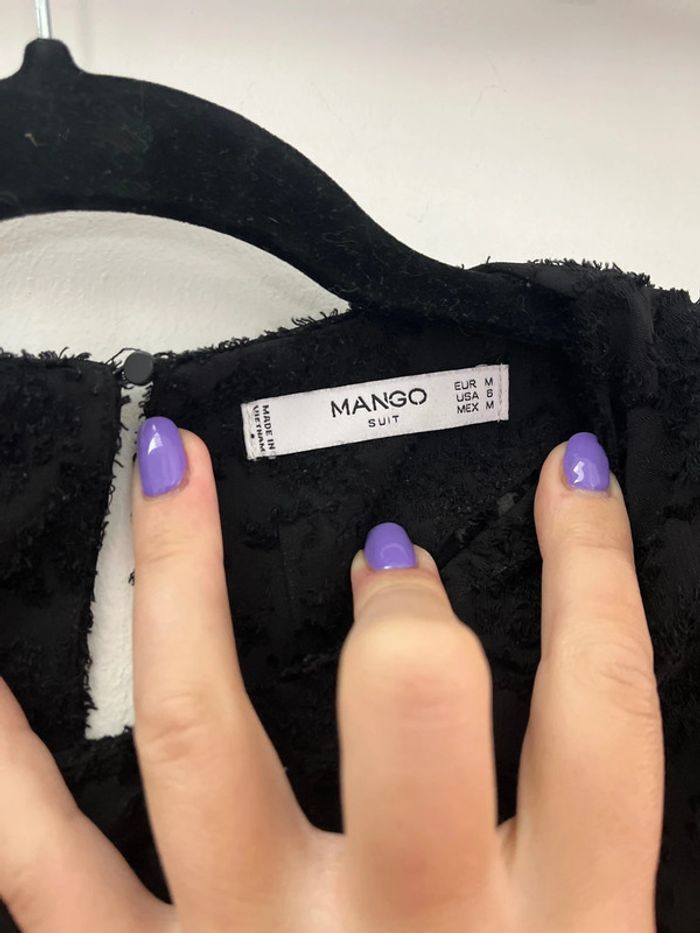 MADE IN
VIETNAM
MANGO
SUIT
EUR M
USA 6
MEX M